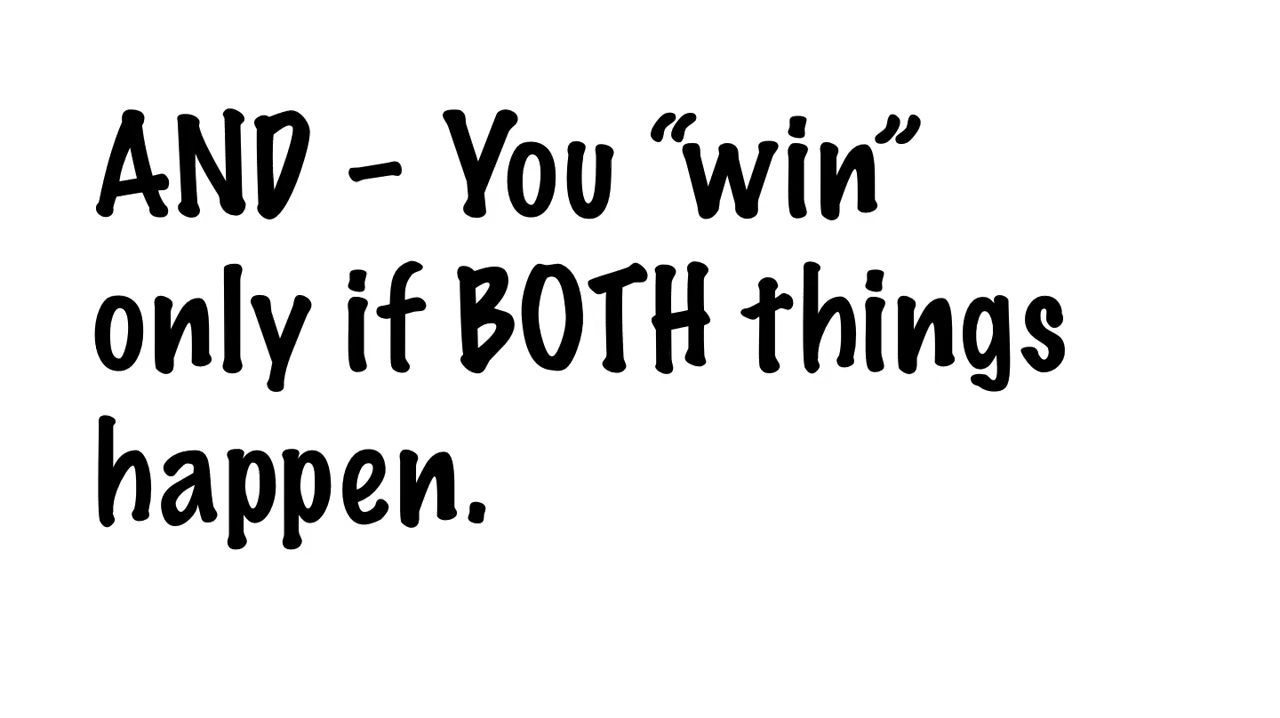 AND - You “win”
only if BOTH things
happen.